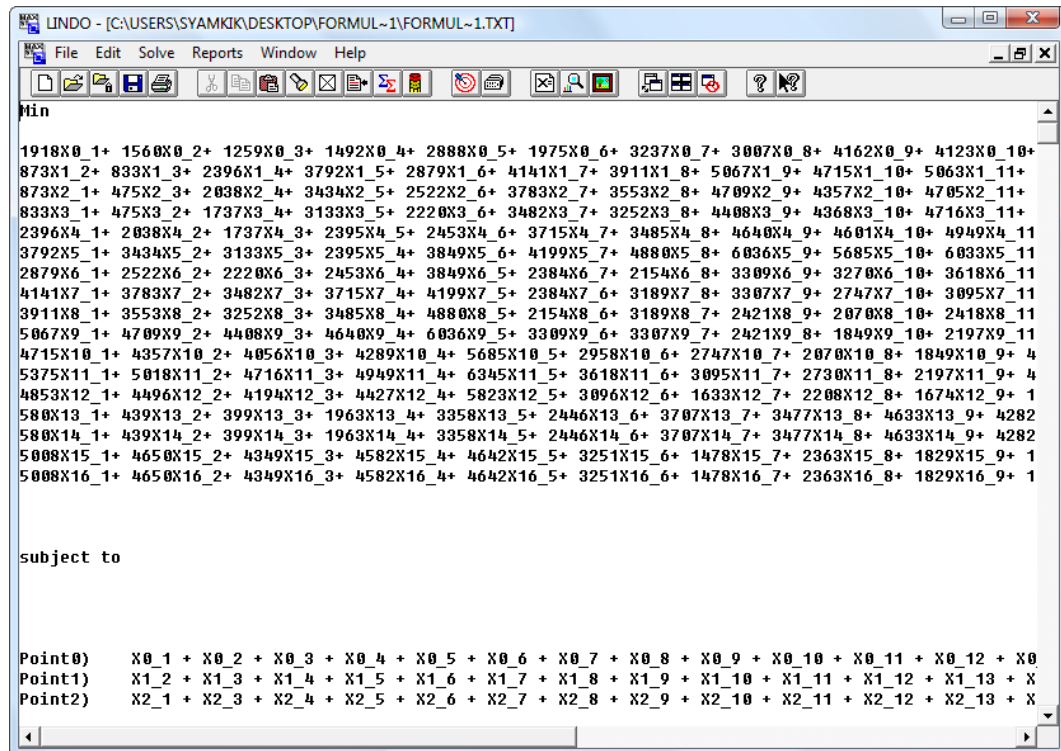 LINDO - [C:\USERS\SYAMKIK\DESKTOP\FORMUL~1\FORMUL~1.TXT]
File Edit Solve Reports Window Help
Min
1918X0_1+ 1560X0_2+ 1259X0_3+ 1492X0_4+ 2888X0_5+ 1975X0_6+ 3237X0_7+ 3007X0_8+ 4162X0_9+ 4123X0_10+
873X1_2+ 833X1_3+ 2396X1_4+ 3792X1_5+ 2879X1_6+ 4141X1_7+ 3911X1_8+ 5067X1_9+ 4715X1_10+ 5063X1_11+
873X2_1+ 475X2_3+ 2038X2_4+ 3434X2_5+ 2522X2_6+ 3783X2_7+ 3553X2_8+ 4709X2_9+ 4357X2_10+ 4705X2_11+
833X3_1+ 475X3_2+ 1737X3_4+ 3133X3_5+ 2220X3_6+ 3482X3_7+ 3252X3_8+ 4408X3_9+ 4368X3_10+ 4716X3_11+
2396X4_1+ 2038X4_2+ 1737X4_3+ 2395X4_5+ 2453X4_6+ 3715X4_7+ 3485X4_8+ 4640X4_9+ 4601X4_10+ 4949X4_11
3792X5_1+ 3434X5_2+ 3133X5_3+ 2395X5_4+ 3849X5_6+ 4199X5_7+ 4880X5_8+ 6036X5_9+ 5685X5_10+ 6033X5_11
2879X6_1+ 2522X6_2+ 2220X6_3+ 2453X6_4+ 3849X6_5+ 2384X6_7+ 2154X6_8+ 3309X6_9+ 3270X6_10+ 3618X6_11
4141X7_1+ 3783X7_2+ 3482X7_3+ 3715X7_4+ 4199X7_5+ 2384X7_6+ 3189X7_8+ 3307X7_9+ 2747X7_10+ 3095X7_11
3911X8_1+ 3553X8_2+ 3252X8_3+ 3485X8_4+ 4880X8_5+ 2154X8_6+ 3189X8_7+ 2421X8_9+ 2070X8_10+ 2418X8_11
5067X9_1+ 4709X9_2+ 4408X9_3+ 4640X9_4+ 6036X9_5+ 3309X9_6+ 3307X9_7+ 2421X9_8+ 1849X9_10+ 2197X9_11
4715X10_1+ 4357X10_2+ 4056X10_3+ 4289X10_4+ 5685X10_5+ 2958X10_6+ 2747X10_7+ 2070X10_8+ 1849X10_9+ 4
5375X11_1+ 5018X11_2+ 4716X11_3+ 4949X11_4+ 6345X11_5+ 3618X11_6+ 3095X11_7+ 2730X11_8+ 2197X11_9+ 4
4853X12_1+ 4496X12_2+ 4194X12_3+ 4427X12_4+ 5823X12_5+ 3096X12_6+ 1633X12_7+ 2208X12_8+ 1674X12_9+ 1
580X13_1+ 439X13_2+ 399X13_3+ 1963X13_4+ 3358X13_5+ 2446X13_6+ 3707X13_7+ 3477X13_8+ 4633X13_9+ 4282
580X14_1+ 439X14_2+ 399X14_3+ 1963X14_4+ 3358X14_5+ 2446X14_6+ 3707X14_7+ 3477X14_8+ 4633X14_9+ 4282
5008X15_1+ 4650X15_2+ 4349X15_3+ 4582X15_4+ 4642X15_5+ 3251X15_6+ 1478X15_7+ 2363X15_8+ 1829X15_9+ 1
5008X16_1+ 4650X16_2+ 4349X16_3+ 4582X16_4+ 4642X16_5+ 3251X16_6+ 1478X16_7+ 2363X16_8+ 1829X16_9+ 1
subject to
Point0) X0_1 + X0_2 + X0_3 + X0_4 + X0_5 + X0_6 + X0_7 + X0_8 + X0_9 + X0_10 + X0_11 + X0_12 + X0
Point1) X1_2 + X1_3 + X1_4 + X1_5 + X1_6 + X1_7 + X1_8 + X1_9 + X1_10 + X1_11 + X1_12 + X1_13 + X
Point2) X2_1 + X2_3 + X2_4 + X2_5 + X2_6 + X2_7 + X2_8 + X2_9 + X2_10 + X2_11 + X2_12 + X2_13 + X